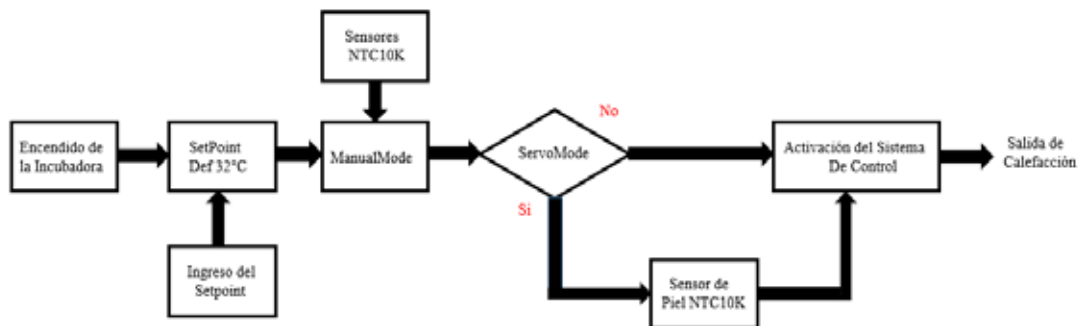 Sensores
NTC10K
No
Encendido de
la Incubadora
SetPoint
Def 32°C
ManualMode
ServoMode
Activación del Sistema
De Control
Salida de
Calefacción
Si
Ingreso del
Setpoint
Sensor de
Piel NTC10K